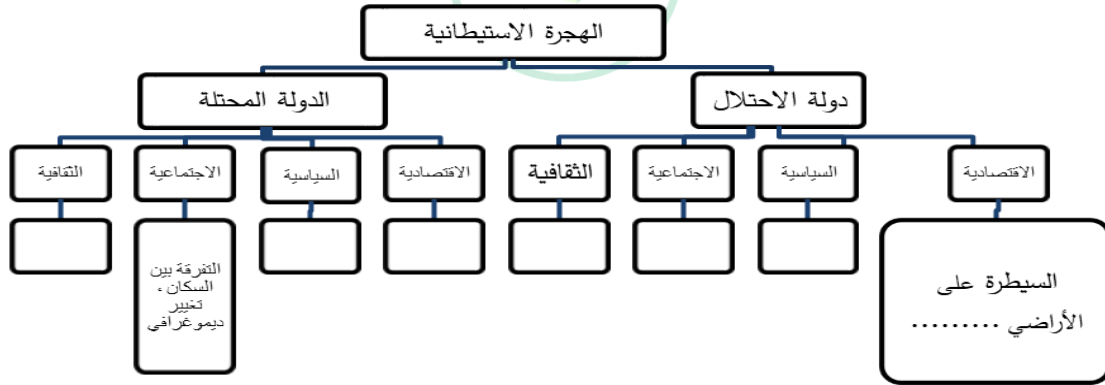 الهجرة الاستيطانية
دولة الاحتلال
الدولة المحتلة
الاقتصادية
السياسية
الاجتماعية
الثقافية
الاقتصادية
السياسية
الاجتماعية
الثقافية
السيطرة على
الأراضي .........
التفرقة بين
السكان ،
تغيير
ديموغرافي